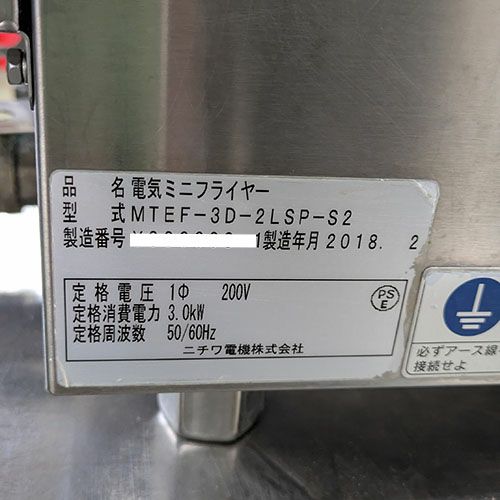 品名 電気ミニフライヤー
型式 MTEF-3D-2LSP-S2
製造番号 1 製造年月 2018. 2
定格電圧 1Φ 200V
定格消費電力 3.0kW
定格周波数 50/60Hz
PS
E
ニチワ電機株式会社
必ずアース線
接続せよ